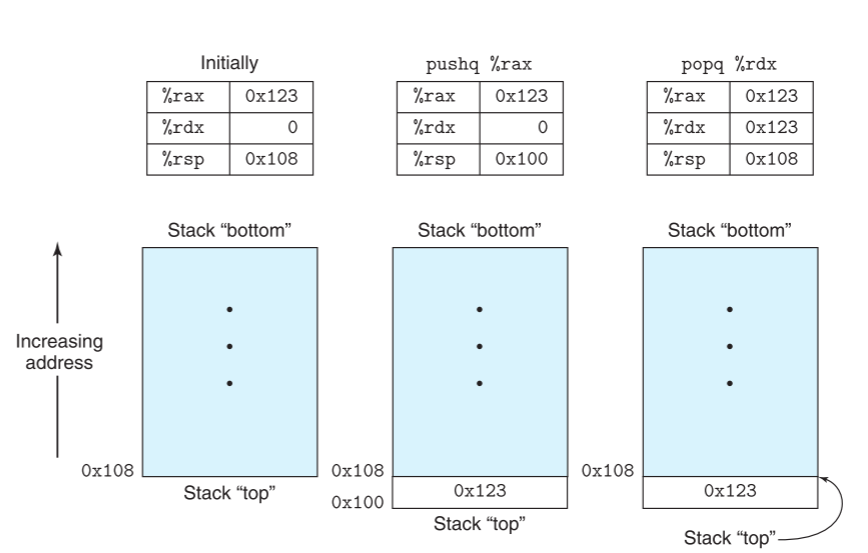 Initially
%rax 0x123
%rdx 0
%rsp 0x108
pushq %rax
%rax 0x123
%rdx 0
%rsp 0x100
popq %rdx
%rax 0x123
%rdx 0x123
%rsp 0x108
Increasing
address
Stack “bottom”
0x108
Stack “top”
Stack “bottom”
0x108
0x100
0x123
Stack “top”
Stack “bottom”
0x108
0x123
Stack “top”